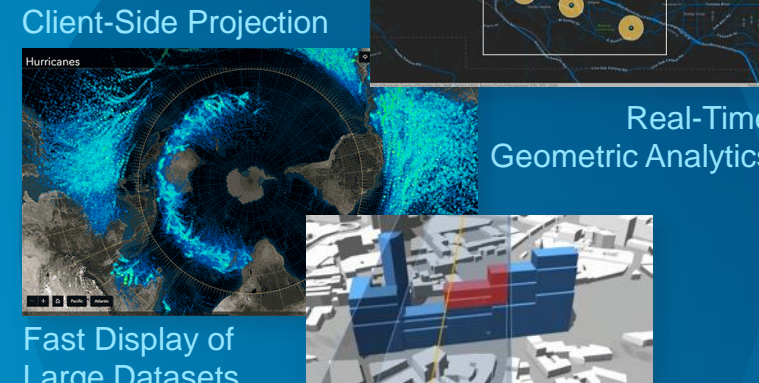 Client-Side Projection
Hurricanes
Real-Time
Geometric Analytics
Pacific
Atlantic
Fast Display of
Large Datasets